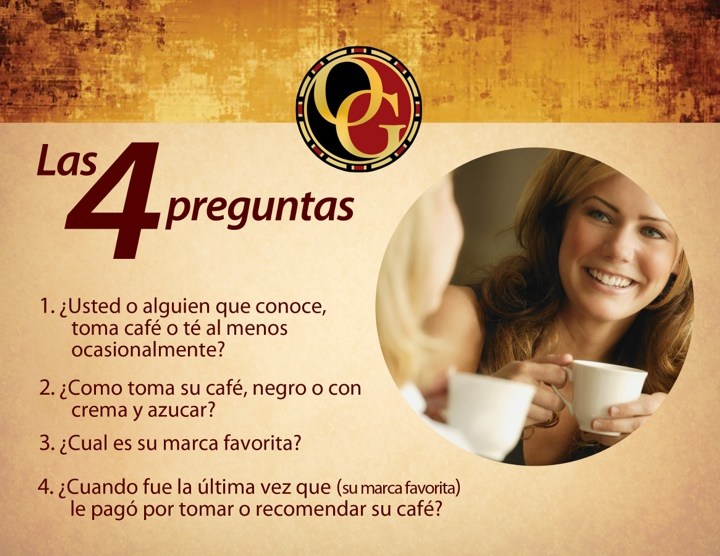 OG
Las 4 preguntas
1. ¿Usted o alguien que conoce,
toma café o té al menos
ocasionalmente?
2. ¿Como toma su café, negro o con
crema y azucar?
3. ¿Cual es su marca favorita?
4. ¿Cuando fue la última vez que (su marca favorita)
le pagó por tomar o recomendar su café?